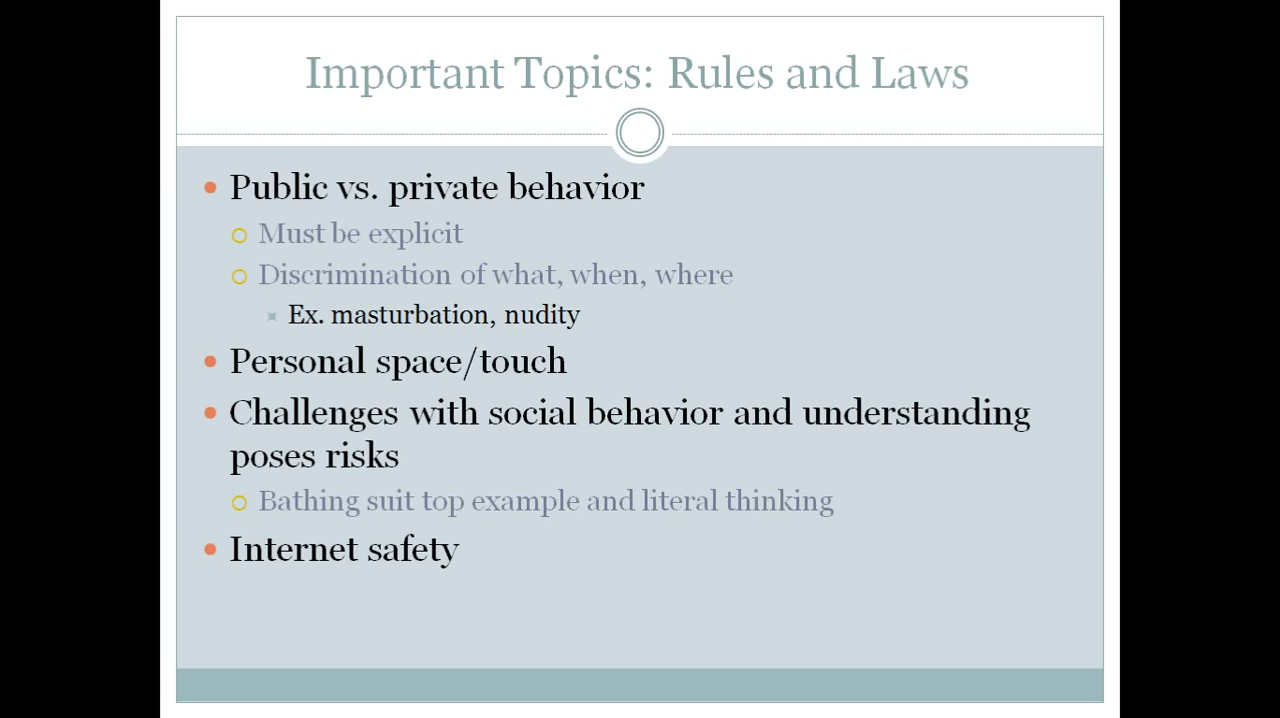 Important Topics: Rules and Laws
Public vs. private behavior
Must be explicit
Discrimination of what, when, where
Ex. masturbation, nudity
Personal space/touch
Challenges with social behavior and understanding
poses risks
Bathing suit top example and literal thinking
Internet safety